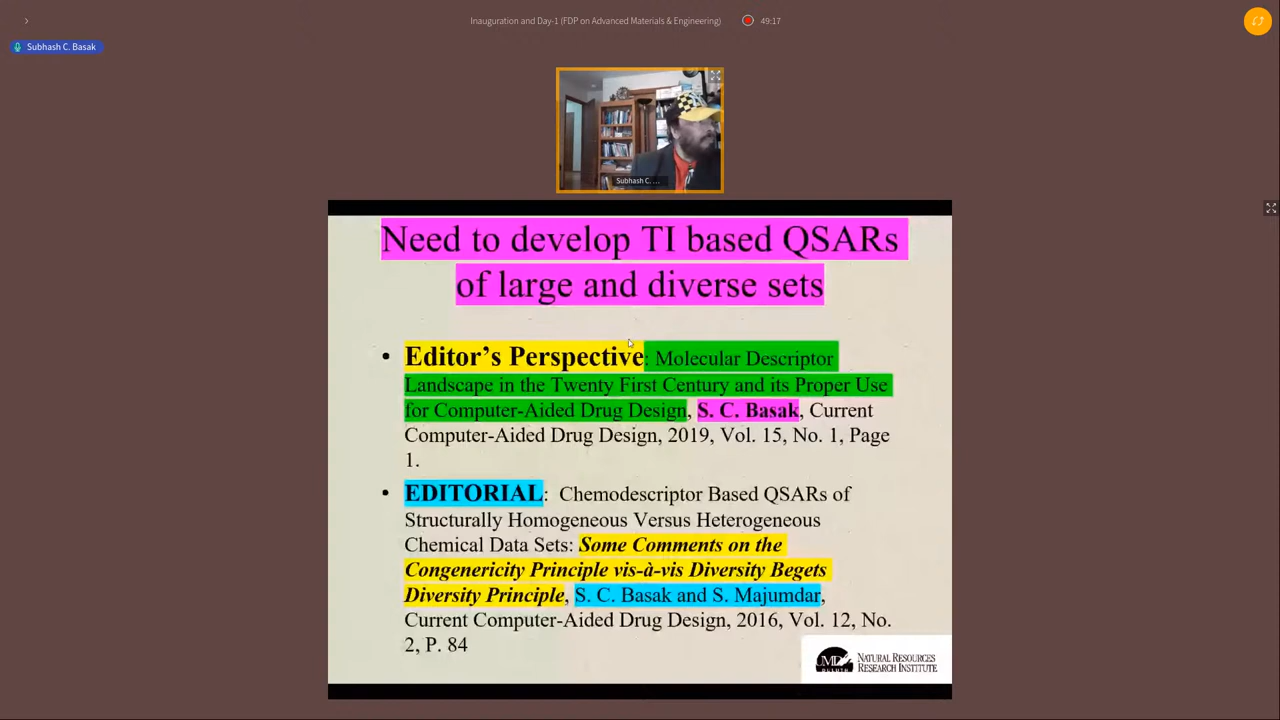 Inauguration and Day-1 (FDP on Advanced Materials & Engineering) 49:17
Subhash C. Basak
Subhash C. ...
Need to develop TI based QSARs
of large and diverse sets
• Editor's Perspective: Molecular Descriptor
Landscape in the Twenty First Century and its Proper Use
for Computer-Aided Drug Design, S. C. Basak, Current
Computer-Aided Drug Design, 2019, Vol. 15, No. 1, Page
1.
• EDITORIAL: Chemodescriptor Based QSARs of
Structurally Homogeneous Versus Heterogeneous
Chemical Data Sets: Some Comments on the
Congenericity Principle vis-à-vis Diversity Begets
Diversity Principle, S. C. Basak and S. Majumdar,
Current Computer-Aided Drug Design, 2016, Vol. 12, No.
2, P. 84
NATURAL RESOURCES
RESEARCH INSTITUTE